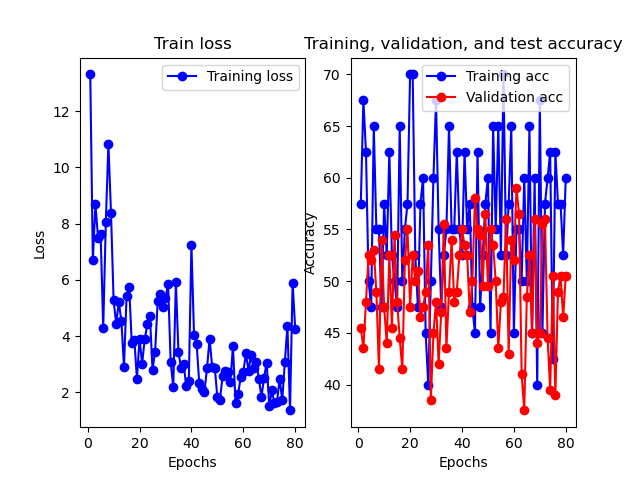 Train loss
Training loss
Loss
12
10
8
6
4
2
0
20
40
60
80
Epochs
Training, validation, and test accuracy
Training acc
Validation acc
Accuracy
70
65
60
55
50
45
40
0
20
40
60
80
Epochs